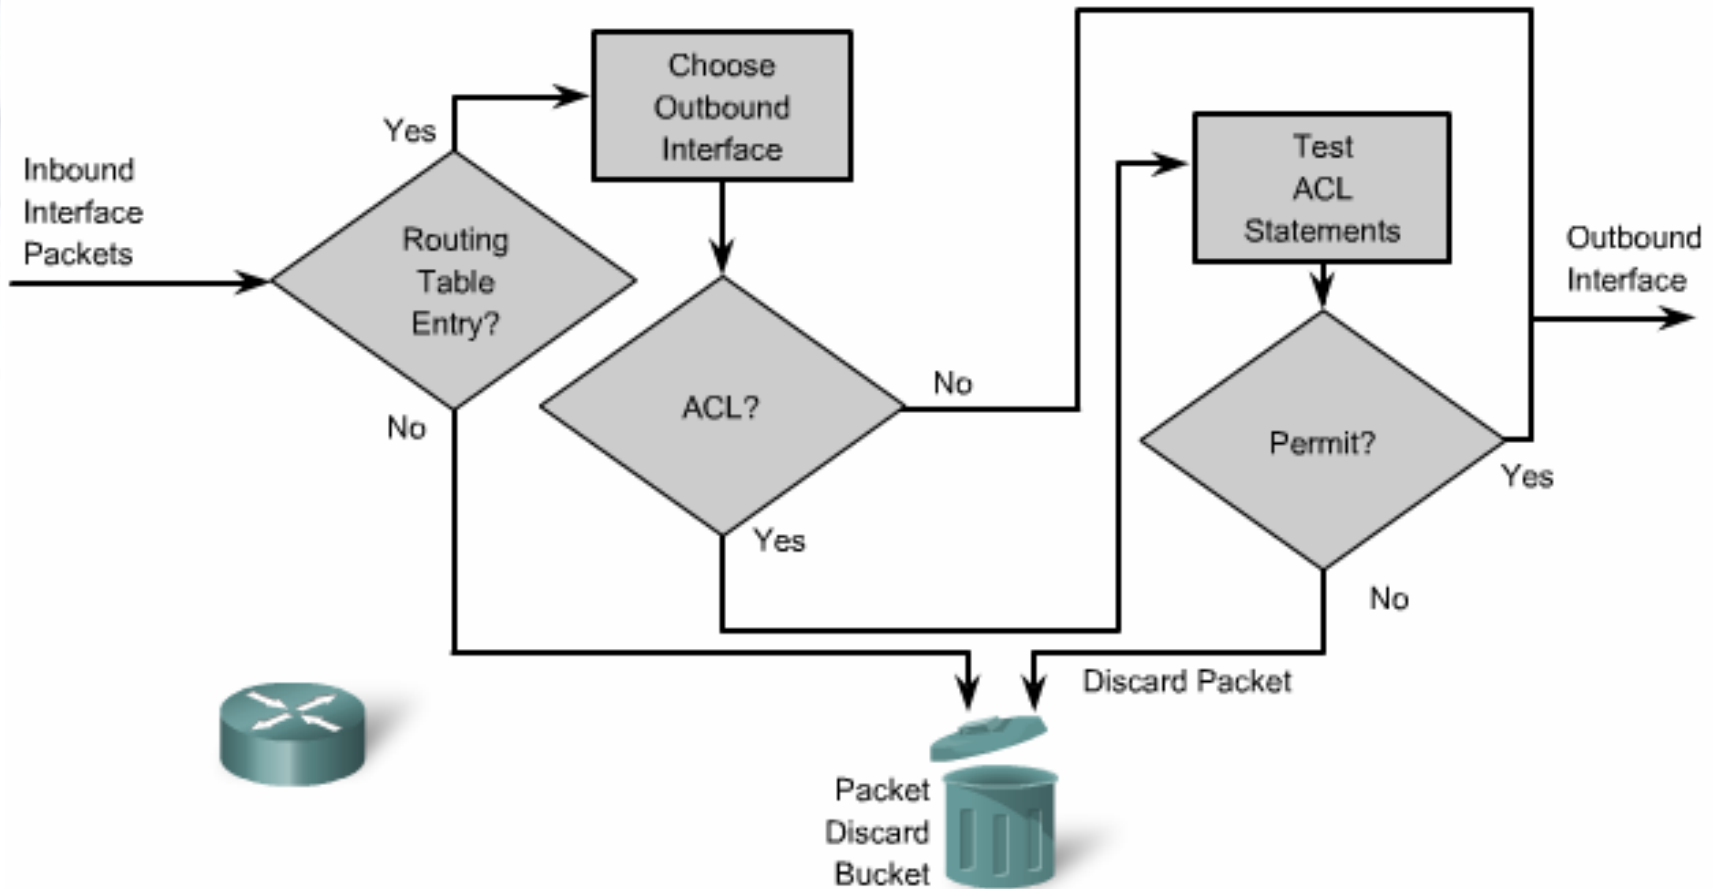 Inbound
Interface
Packets
Yes
Routing
Table
Entry?
No
Choose
Outbound
Interface
ACL?
No
Yes
Test
ACL
Statements
Permit?
Yes
No
Outbound
Interface
Discard Packet
Packet
Discard
Bucket